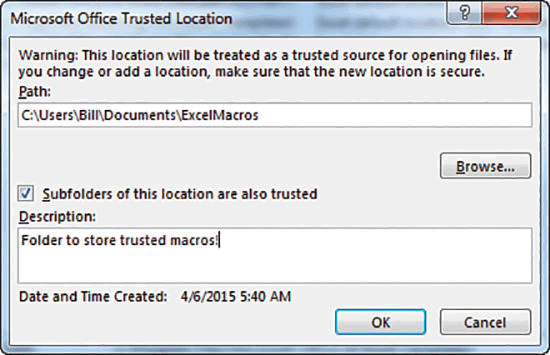 Microsoft Office Trusted Location
?
Warning: This location will be treated as a trusted source for opening files. If
you change or add a location, make sure that the new location is secure.
Path:
C:\Users\Bill\Documents\ExcelMacros
Browse...
Subfolders of this location are also trusted
Description:
Folder to store trusted macros!
Date and Time Created: 4/6/2015 5:40 AM
OK Cancel